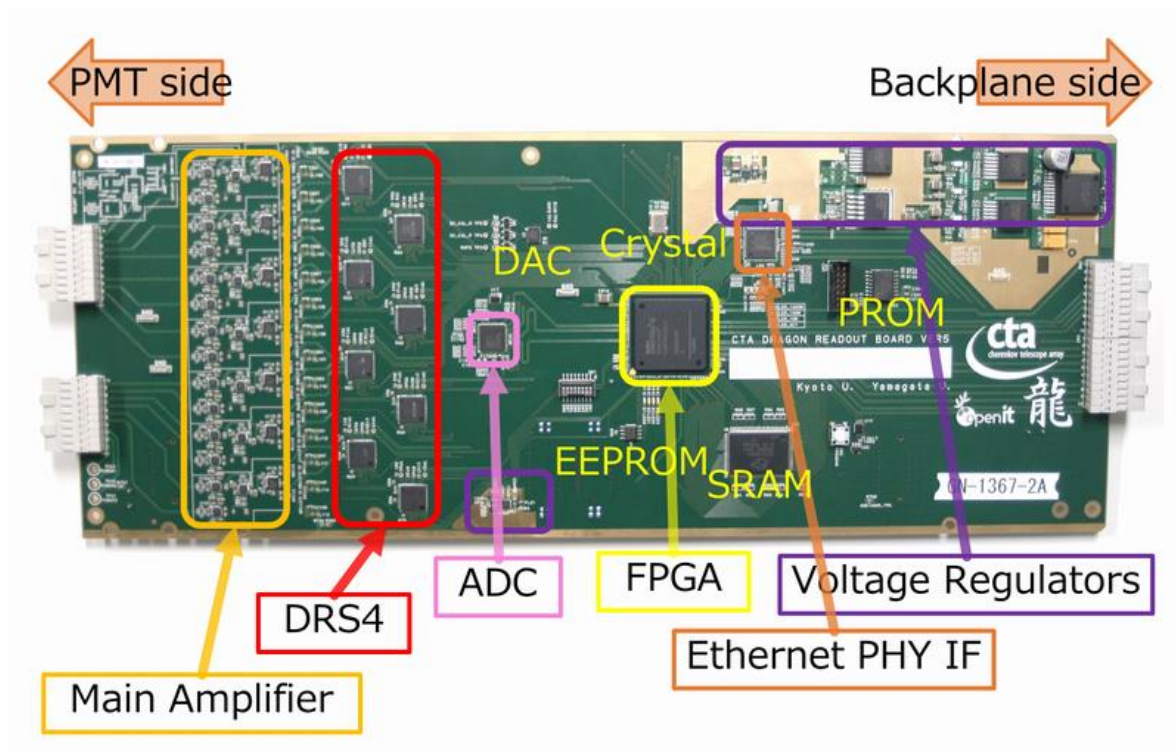 PMT side
Backplane side
DAC
Crystal
PROM
CTA DRAGON READOUT BOARD VER5
Kyoto U. Yamagata U.
cta
cherenkov telescope array
openit
龍
EEPROM
SRAM
GN-1367-2A
ADC
FPGA
Voltage Regulators
DRS4
Ethernet PHY IF
Main Amplifier